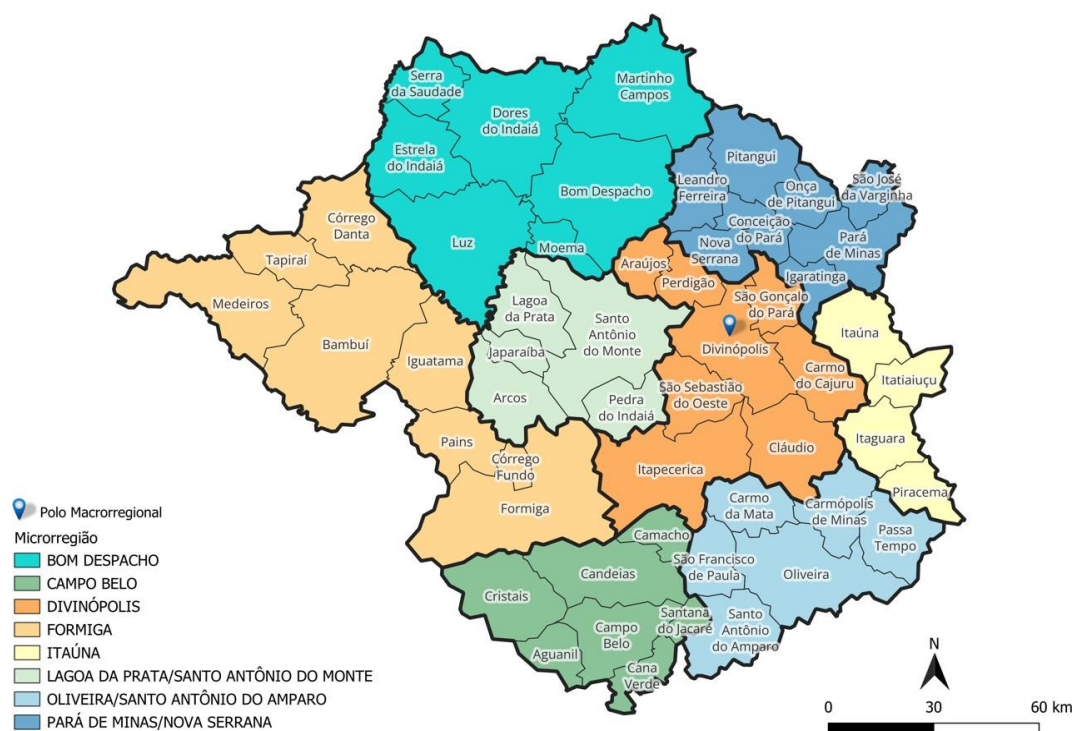 Serra
da Saudade
Dores
do Indaiá
Martinho
Campos
Estrela
do Indaiá
Bom Despacho
Luz
Moema
Pitangui
Leandro
Ferreira
Onça
de Pitangui
São José
da Varginha
Conceição
do Pará
Nova
Serrana
Pará
de Minas
Igaratinga
Córrego
Danta
Tapiraí
Medeiros
Bambuí
Iguatama
Lagoa
da Prata
Santo
Antônio
do Monte
Japaraíba
Arcos
Pedra
do Indaiá
Araújos
Perdigão
São Gonçalo
do Pará
Divinópolis
Carmo
do Cajuru
São Sebastião
do Oeste
Cláudio
Itapecerica
Itaúna
Itatiaiuçu
Itaguara
Piracema
Pains
Córrego
Fundo
Formiga
Carmo
da Mata
Carmópolis
de Minas
Passa
Tempo
São Francisco
de Paula
Oliveira
Santo
Antônio
do Amparo
Camacho
Candeias
Cristais
Santana
do Jacaré
Campo
Belo
Aguanil
Cana
Verde
Polo Macrorregional
Microrregião
BOM DESPACHO
CAMPO BELO
DIVINÓPOLIS
FORMIGA
ITAÚNA
LAGOA DA PRATA/SANTO ANTÔNIO DO MONTE
OLIVEIRA/SANTO ANTÔNIO DO AMPARO
PARÁ DE MINAS/NOVA SERRANA
N
0 30 60 km